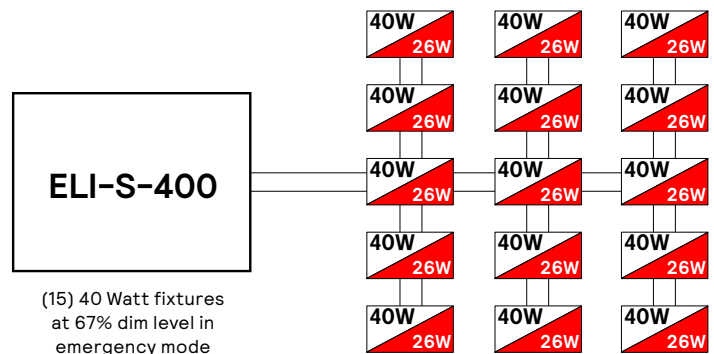 40W 40W 40W
26W 26W 26W
40W 40W 40W
26W 26W 26W
40W 40W 40W
ELI-S-400
26W 26W 26W
40W 40W 40W
26W 26W 26W
(15) 40 Watt fixtures
at 67% dim level in
emergency mode
40W 40W 40W
26W 26W 26W